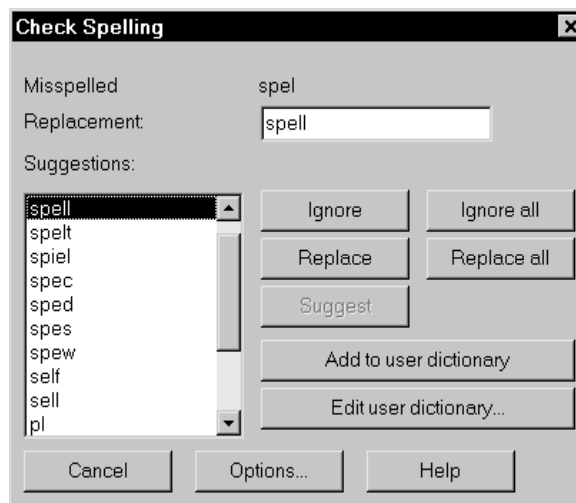 Check Spelling
Misspelled spel
Replacement: spell
Suggestions:
spell
spelt
spiel
spec
sped
spes
spew
self
sell
pl
Ignore Ignore all
Replace Replace all
Suggest
Add to user dictionary
Edit user dictionary...
Cancel Options... Help